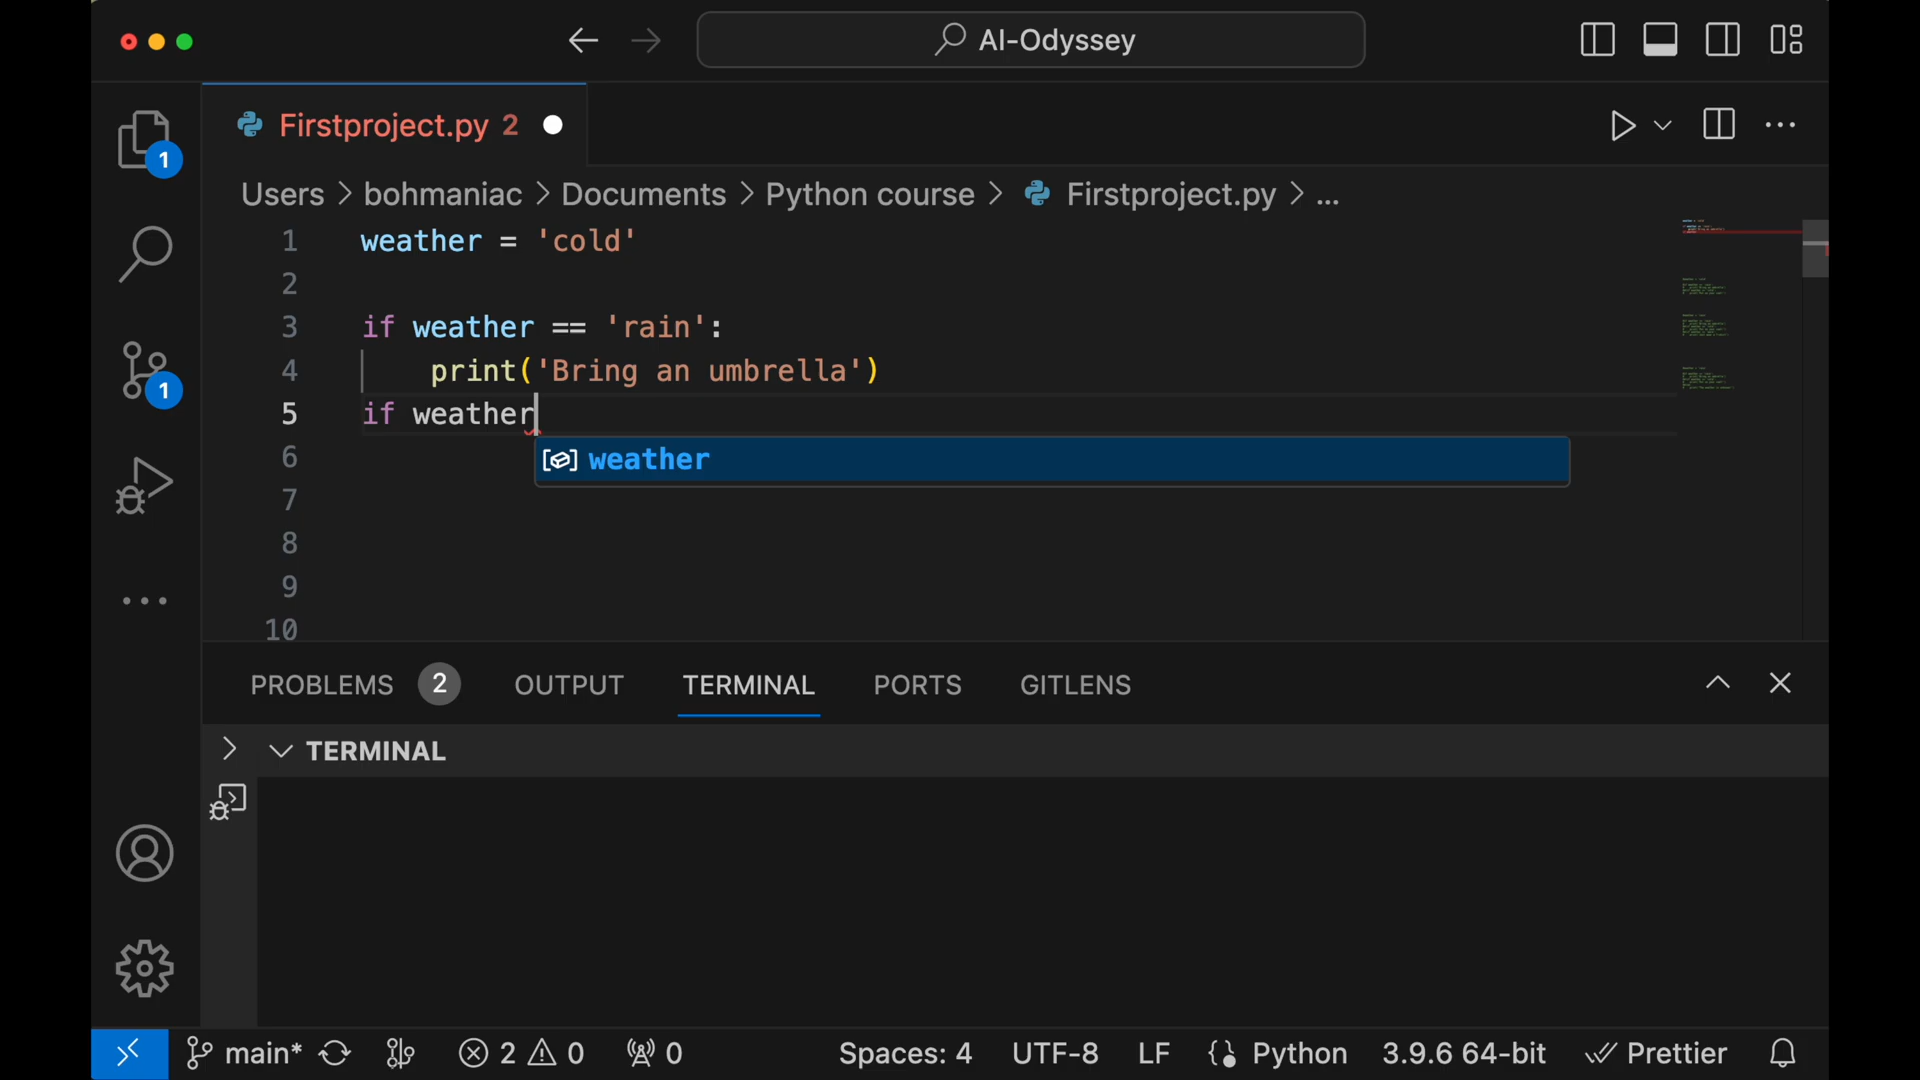 AI-Odyssey
Firstproject.py 2
1
Users > bohmaniac > Documents > Python course > Firstproject.py > ...
1 weather = 'cold'
2
3 if weather == 'rain':
4 print('Bring an umbrella')
5 if weather
weather
6
7
8
9
10
1
PROBLEMS 2 OUTPUT TERMINAL PORTS GITLENS
TERMINAL
main* 2 0 0 Spaces: 4 UTF-8 LF Python 3.9.6 64-bit Prettier